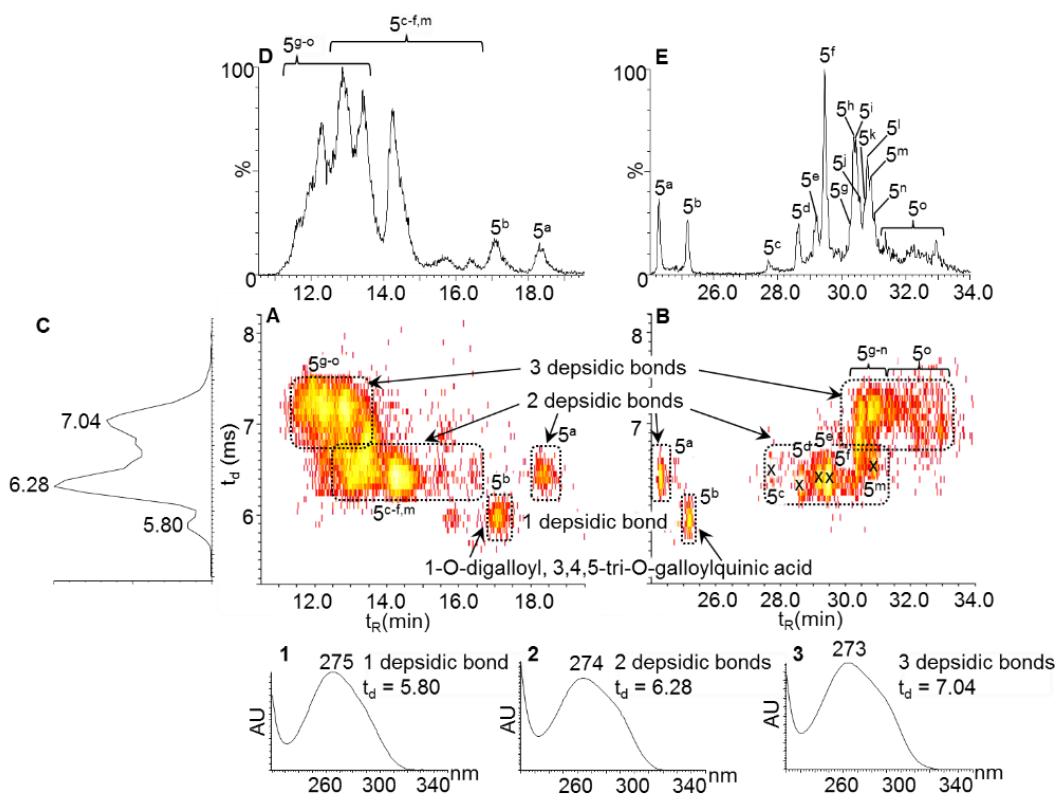 D
5g-o
5c-f,m
100
%
0
5b
5a
12.0 14.0 16.0 18.0
E
100
%
0
5a
5b
5c
5d
5e
5f
5g
5h
5i
5j
5k
5l
5m
5n
5o
26.0 28.0 30.0 32.0 34.0
C
7.04
6.28
5.80
A
8
7
6
td (ms)
5g-o
5c-f,m
5b
5a
12.0 14.0 16.0 18.0
tR(min)
3 depsidic bonds
2 depsidic bonds
1 depsidic bond
1-O-digalloyl, 3,4,5-tri-O-galloylquinic acid
B
8
7
6
5a
5b
5c
5d
5e
5f
5m
5g-n
5o
x
x
x x
x
26.0 28.0 30.0 32.0 34.0
tR(min)
1
275
1 depsidic bond
td = 5.80
AU
260 300 340 nm
2
274
2 depsidic bonds
td = 6.28
AU
260 300 340 nm
3
273
3 depsidic bonds
td = 7.04
AU
260 300 340 nm